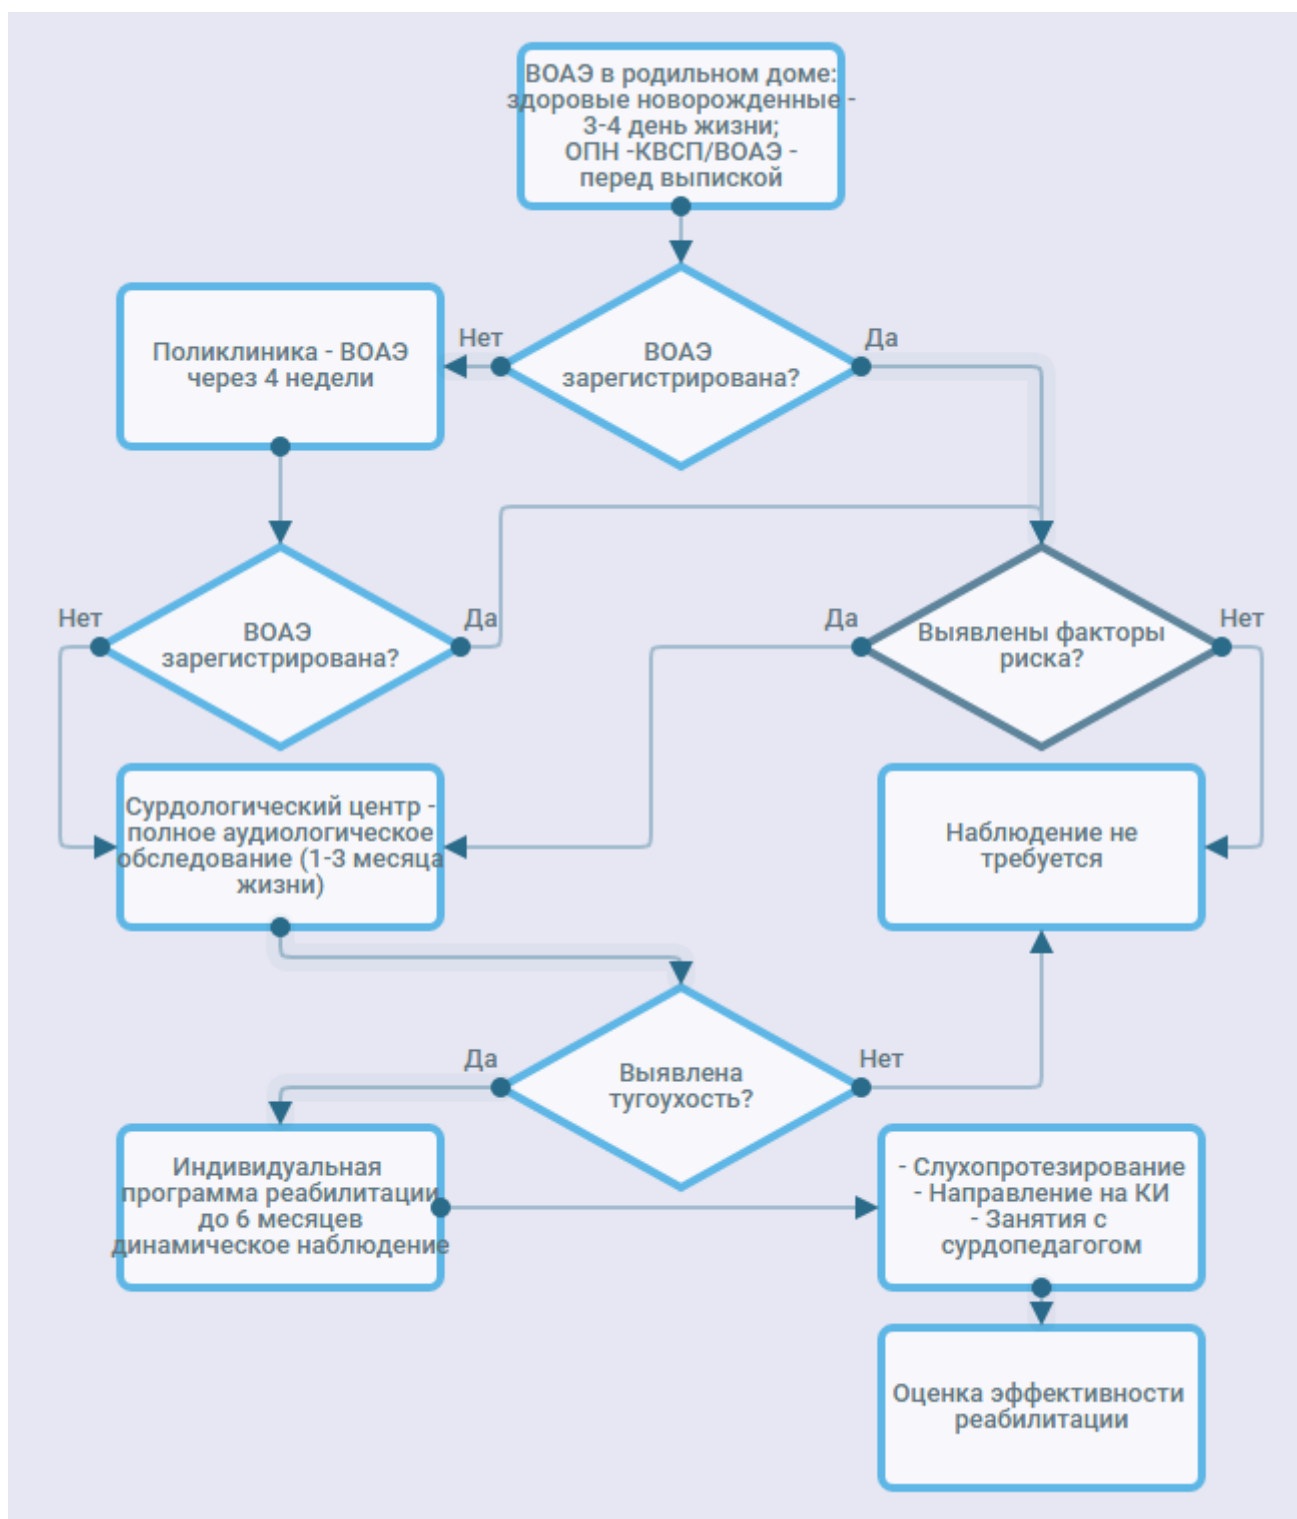 ВОАЭ в родильном доме:
здоровые новорожденные -
3-4 день жизни;
ОПН -КВСП/ВОАЭ -
перед выпиской
Нет
Да
Поликлиника - ВОАЭ
через 4 недели
ВОАЭ
зарегистрирована?
Нет
Да
Да
Нет
ВОАЭ
зарегистрирована?
Выявлены факторы
риска?
Сурдологический центр -
полное аудиологическое
обследование (1-3 месяца
жизни)
Наблюдение не
требуется
Да
Нет
Выявлена
тугоухость?
Индивидуальная
программа реабилитации
до 6 месяцев
динамическое наблюдение
- Слухопротезирование
- Направление на КИ
- Занятия с
сурдопедагогом
Оценка эффективности
реабилитации